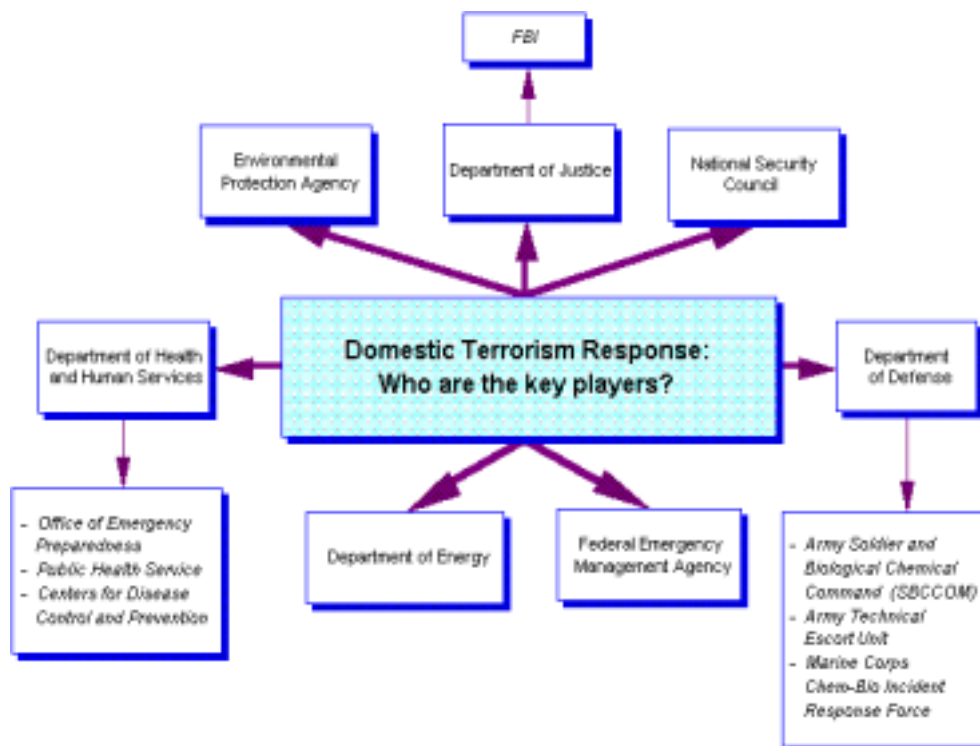 FBI
Environmental
Protection Agency
Department of Justice
National Security
Council
Domestic Terrorism Response:
Who are the key players?
Department of Health
and Human Services
Department
of Defense
- Office of Emergency
Preparedness
- Public Health Service
- Centers for Disease
Control and Prevention
Department of Energy
Federal Emergency
Management Agency
- Army Soldier and
Biological Chemical
Command (SBCCOM)
- Army Technical
Escort Unit
- Marine Corps
Chem-Bio Incident
Response Force